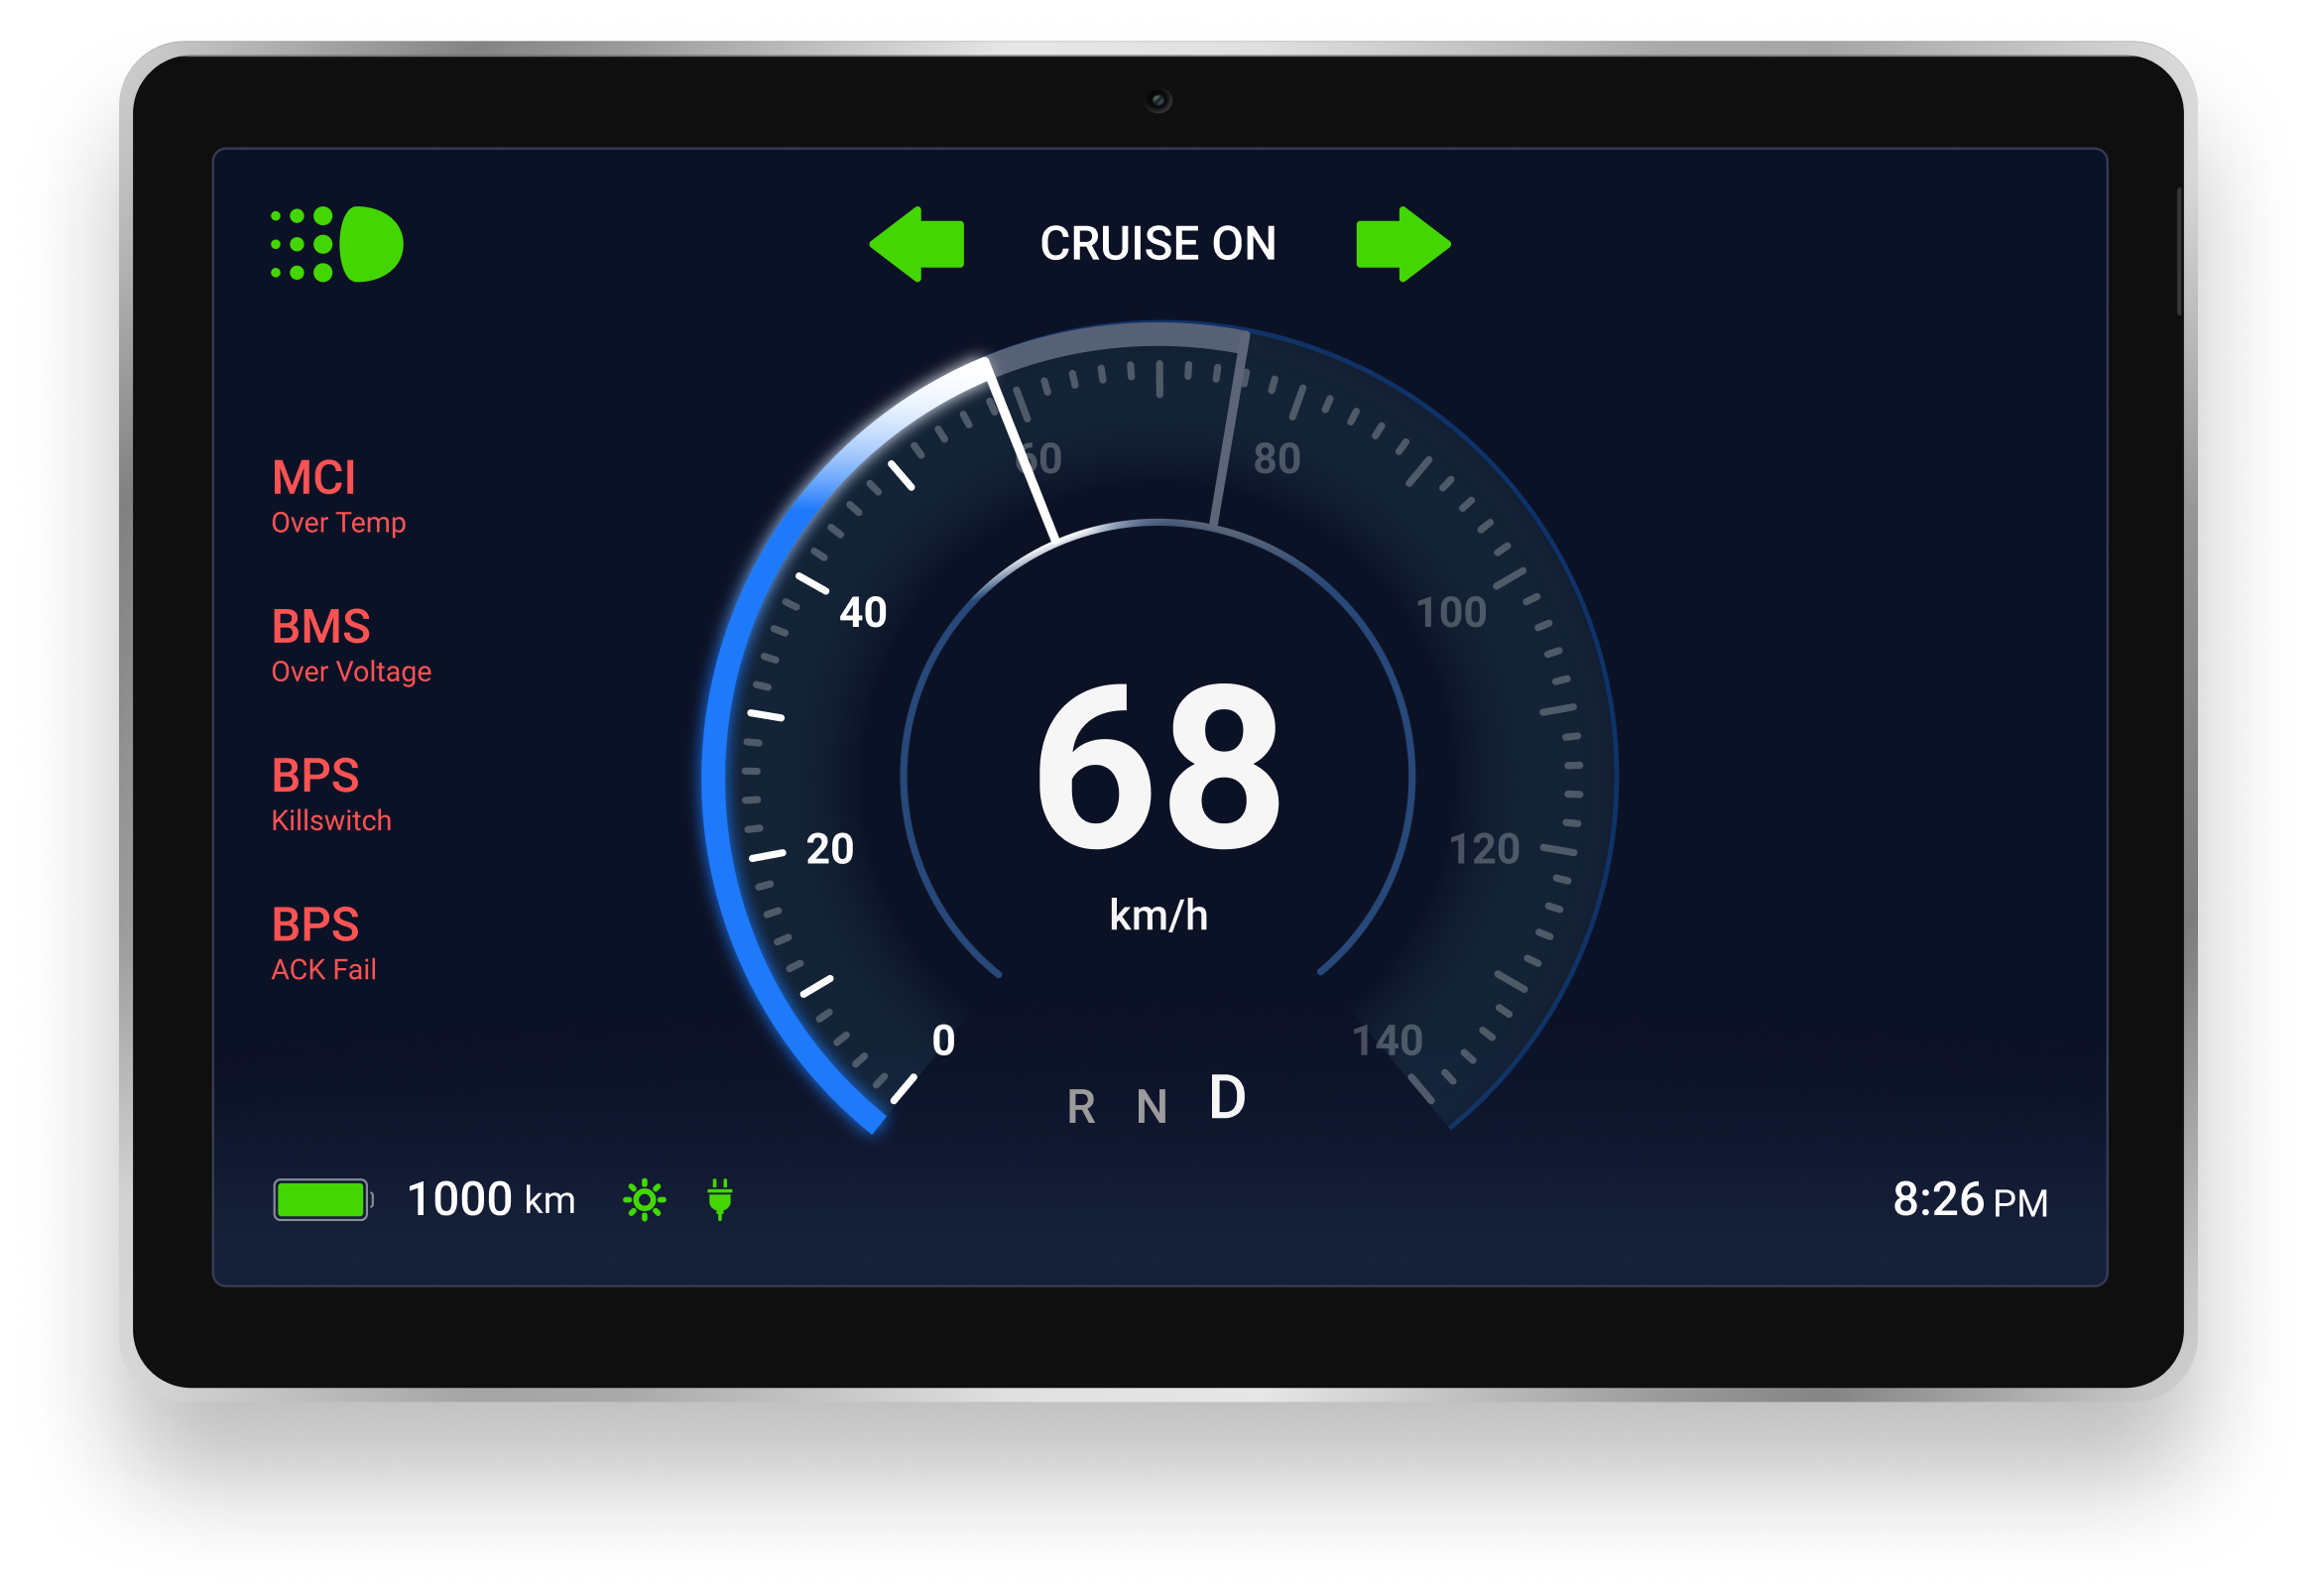 CRUISE ON
MCI
Over Temp
BMS
Over Voltage
BPS
Killswitch
BPS
ACK Fail
60
80
40
100
20
120
0
140
68
km/h
R N D
1000 km
8:26 PM